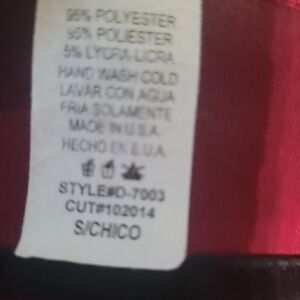 95% POLYESTER
95% POLIESTER
5% LYCRA-LICRA
HAND WASH COLD
LAVAR CON AGUA
FRIA SOLAMENTE
MADE IN U.S.A.
HECHO EN E.U.A.
STYLE#D-7003
CUT#102014
S/CHICO